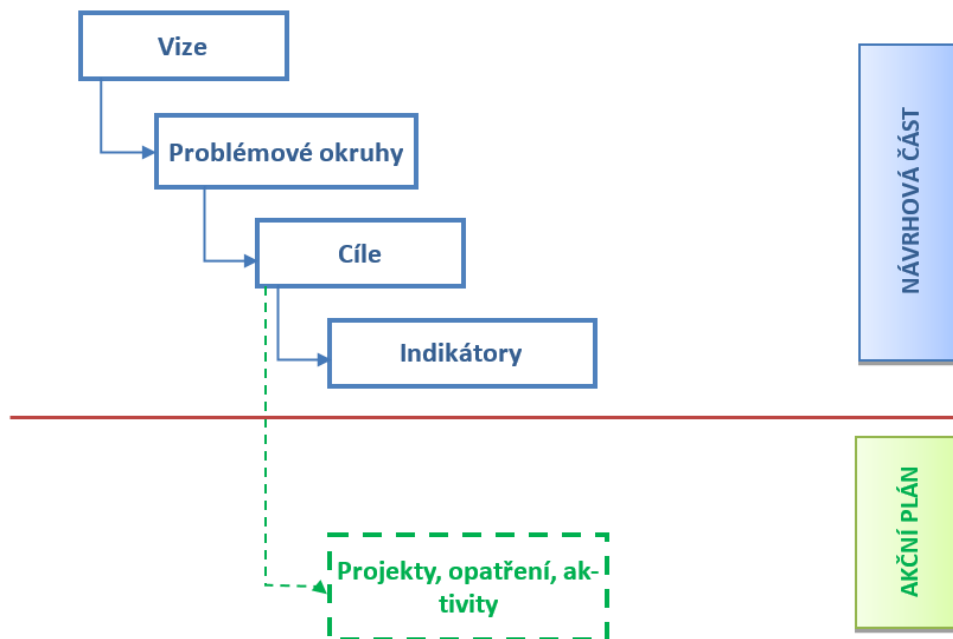 Vize
Problémové okruhy
Cíle
Indikátory
NÁVRHOVÁ ČÁST
Projekty, opatření, ak-
tivity
AKČNÍ PLÁN